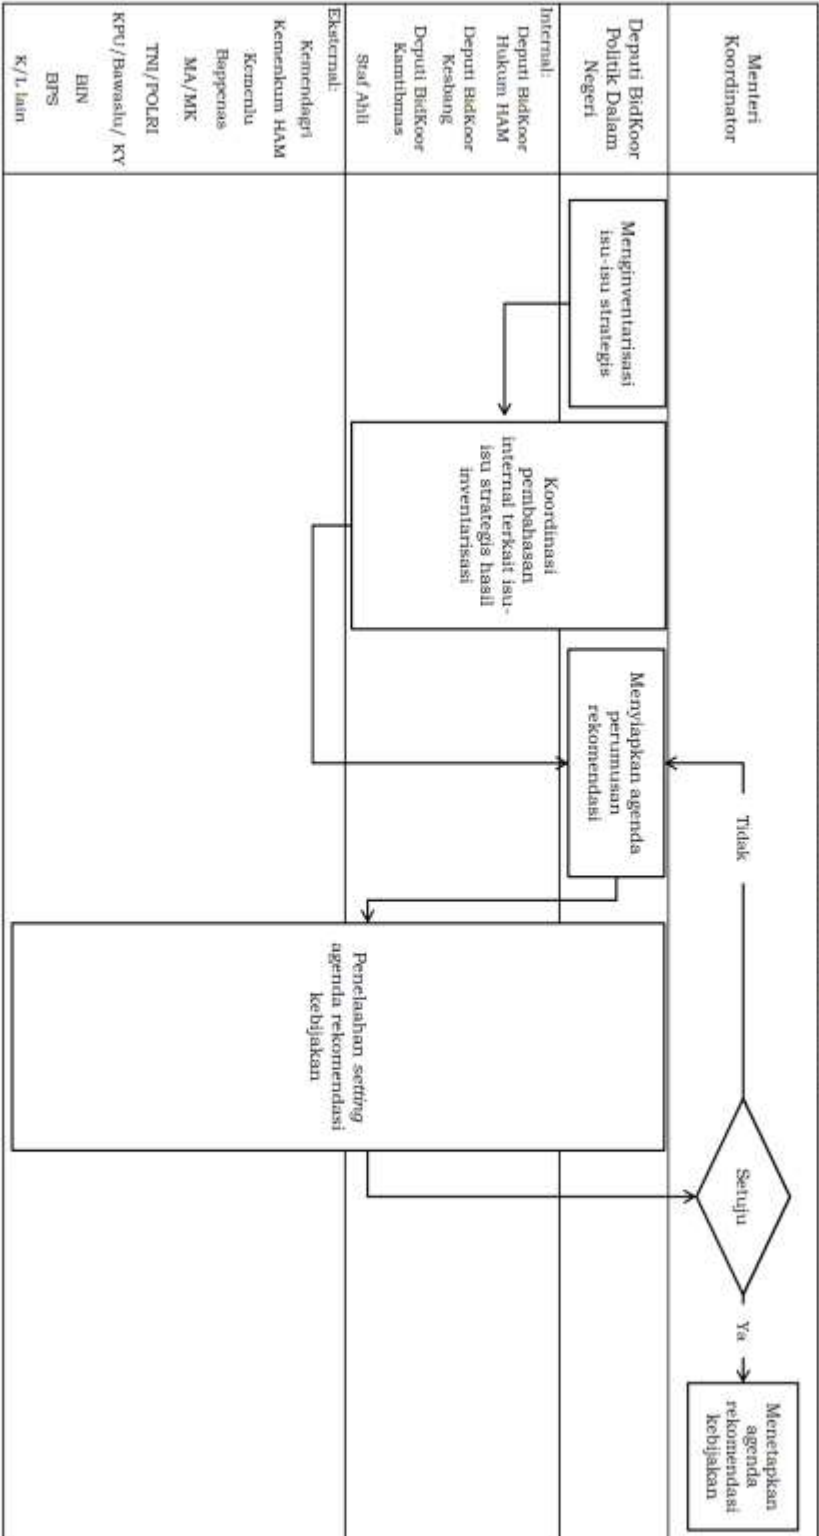 Menteri
Koordinator
Deputi BidKoor
Politik Dalam
Negeri
Internal:
Deputi BidKoor
Hukum HAM
Deputi BidKoor
Kesbang
Deputi BidKoor
Kamtibmas
Staf Ahli
Eksternal:
Kemendagri
Kemenkum HAM
Kemenlu
Bappenas
MA/MK
TNI/POLRI
KPU/Bawaslu/ KY
BIN
BPS
K/L lain
Menginventarisasi
isu-isu strategis
Koordinasi
pembahasan
internal terkait isu-
isu strategis hasil
inventarisasi
Menyiapkan agenda
perumusan
rekomendasi
Tidak
Penelaahan setting
agenda rekomendasi
kebijakan
Setuju
Ya
Menetapkan
agenda
rekomendasi
kebijakan